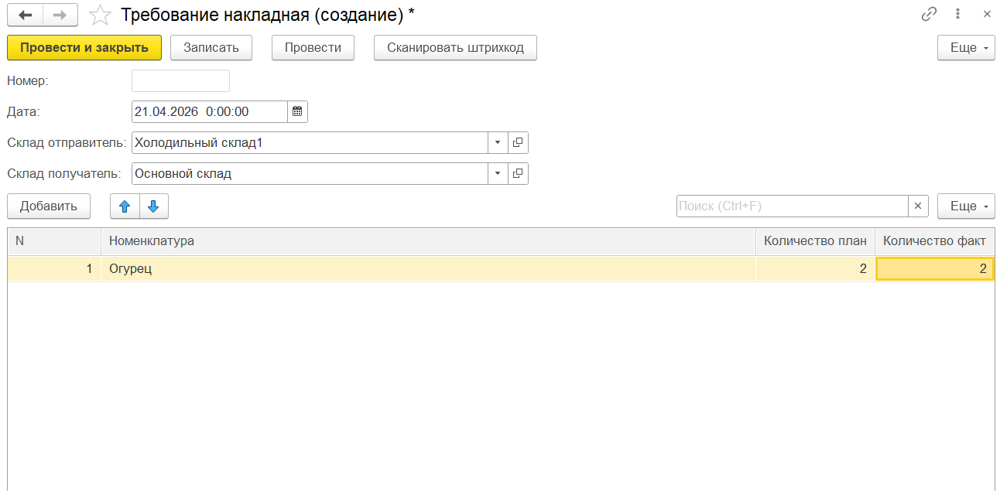 Требование накладная (создание) *
Провести и закрыть Записать Провести Сканировать штрихкод Еще
Номер:
Дата: 21.04.2026 0:00:00
Склад отправитель: Холодильный склад1
Склад получатель: Основной склад
Добавить Поиск (Ctrl+F) Еще
N Номенклатура Количество план Количество факт
1 Огурец 2 2